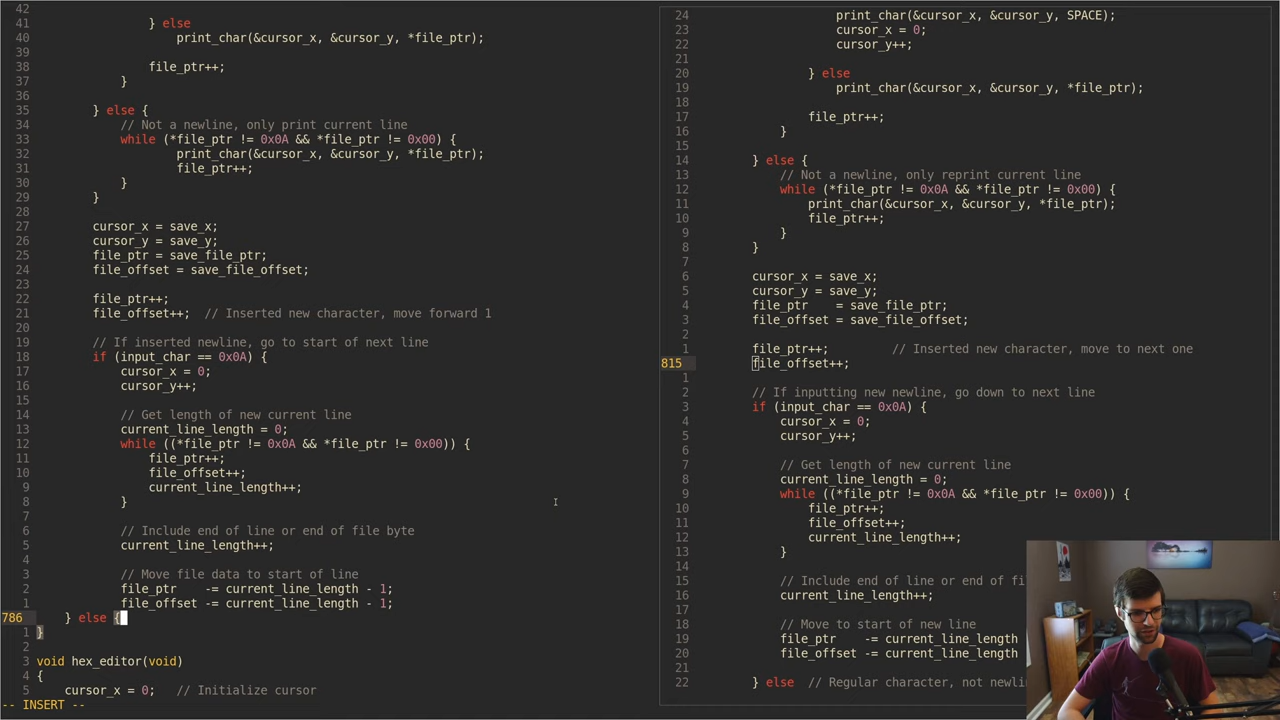 42
41 } else
40 print_char(&cursor_x, &cursor_y, *file_ptr);
39
38 file_ptr++;
37 }
36
35 } else {
34 // Not a newline, only print current line
33 while (*file_ptr != 0x0A && *file_ptr != 0x00) {
32 print_char(&cursor_x, &cursor_y, *file_ptr);
31 file_ptr++;
30 }
29 }
28
27 cursor_x = save_x;
26 cursor_y = save_y;
25 file_ptr = save_file_ptr;
24 file_offset = save_file_offset;
23
22 file_ptr++;
21 file_offset++; // Inserted new character, move forward 1
20
19 // If inserted newline, go to start of next line
18 if (input_char == 0x0A) {
17 cursor_x = 0;
16 cursor_y++;
15
14 // Get length of new current line
13 current_line_length = 0;
12 while ((*file_ptr != 0x0A && *file_ptr != 0x00)) {
11 file_ptr++;
10 file_offset++;
9 current_line_length++;
8 }
7
6 // Include end of line or end of file byte
5 current_line_length++;
4
3 // Move file data to start of line
2 file_ptr -= current_line_length - 1;
1 file_offset -= current_line_length - 1;
786 } else {
1 }
2
3 void hex_editor(void)
4 {
5 cursor_x = 0; // Initialize cursor
-- INSERT --
24 print_char(&cursor_x, &cursor_y, SPACE);
23 cursor_x = 0;
22 cursor_y++;
21
20 } else
19 print_char(&cursor_x, &cursor_y, *file_ptr);
18
17 file_ptr++;
16 }
15
14 } else {
13 // Not a newline, only reprint current line
12 while (*file_ptr != 0x0A && *file_ptr != 0x00) {
11 print_char(&cursor_x, &cursor_y, *file_ptr);
10 file_ptr++;
9 }
8 }
7
6 cursor_x = save_x;
5 cursor_y = save_y;
4 file_ptr = save_file_ptr;
3 file_offset = save_file_offset;
2
1 file_ptr++; // Inserted new character, move to next one
815 file_offset++;
1
2 // If inputting new newline, go down to next line
3 if (input_char == 0x0A) {
4 cursor_x = 0;
5 cursor_y++;
6
7 // Get length of new current line
8 current_line_length = 0;
9 while ((*file_ptr != 0x0A && *file_ptr != 0x00)) {
10 file_ptr++;
11 file_offset++;
12 current_line_length++;
13 }
14
15 // Include end of line or end of
16 current_line_length++;
17
18 // Move to start of new line
19 file_ptr -= current_line_length
20 file_offset -= current_line_length
21
22 } else // Regular character, not